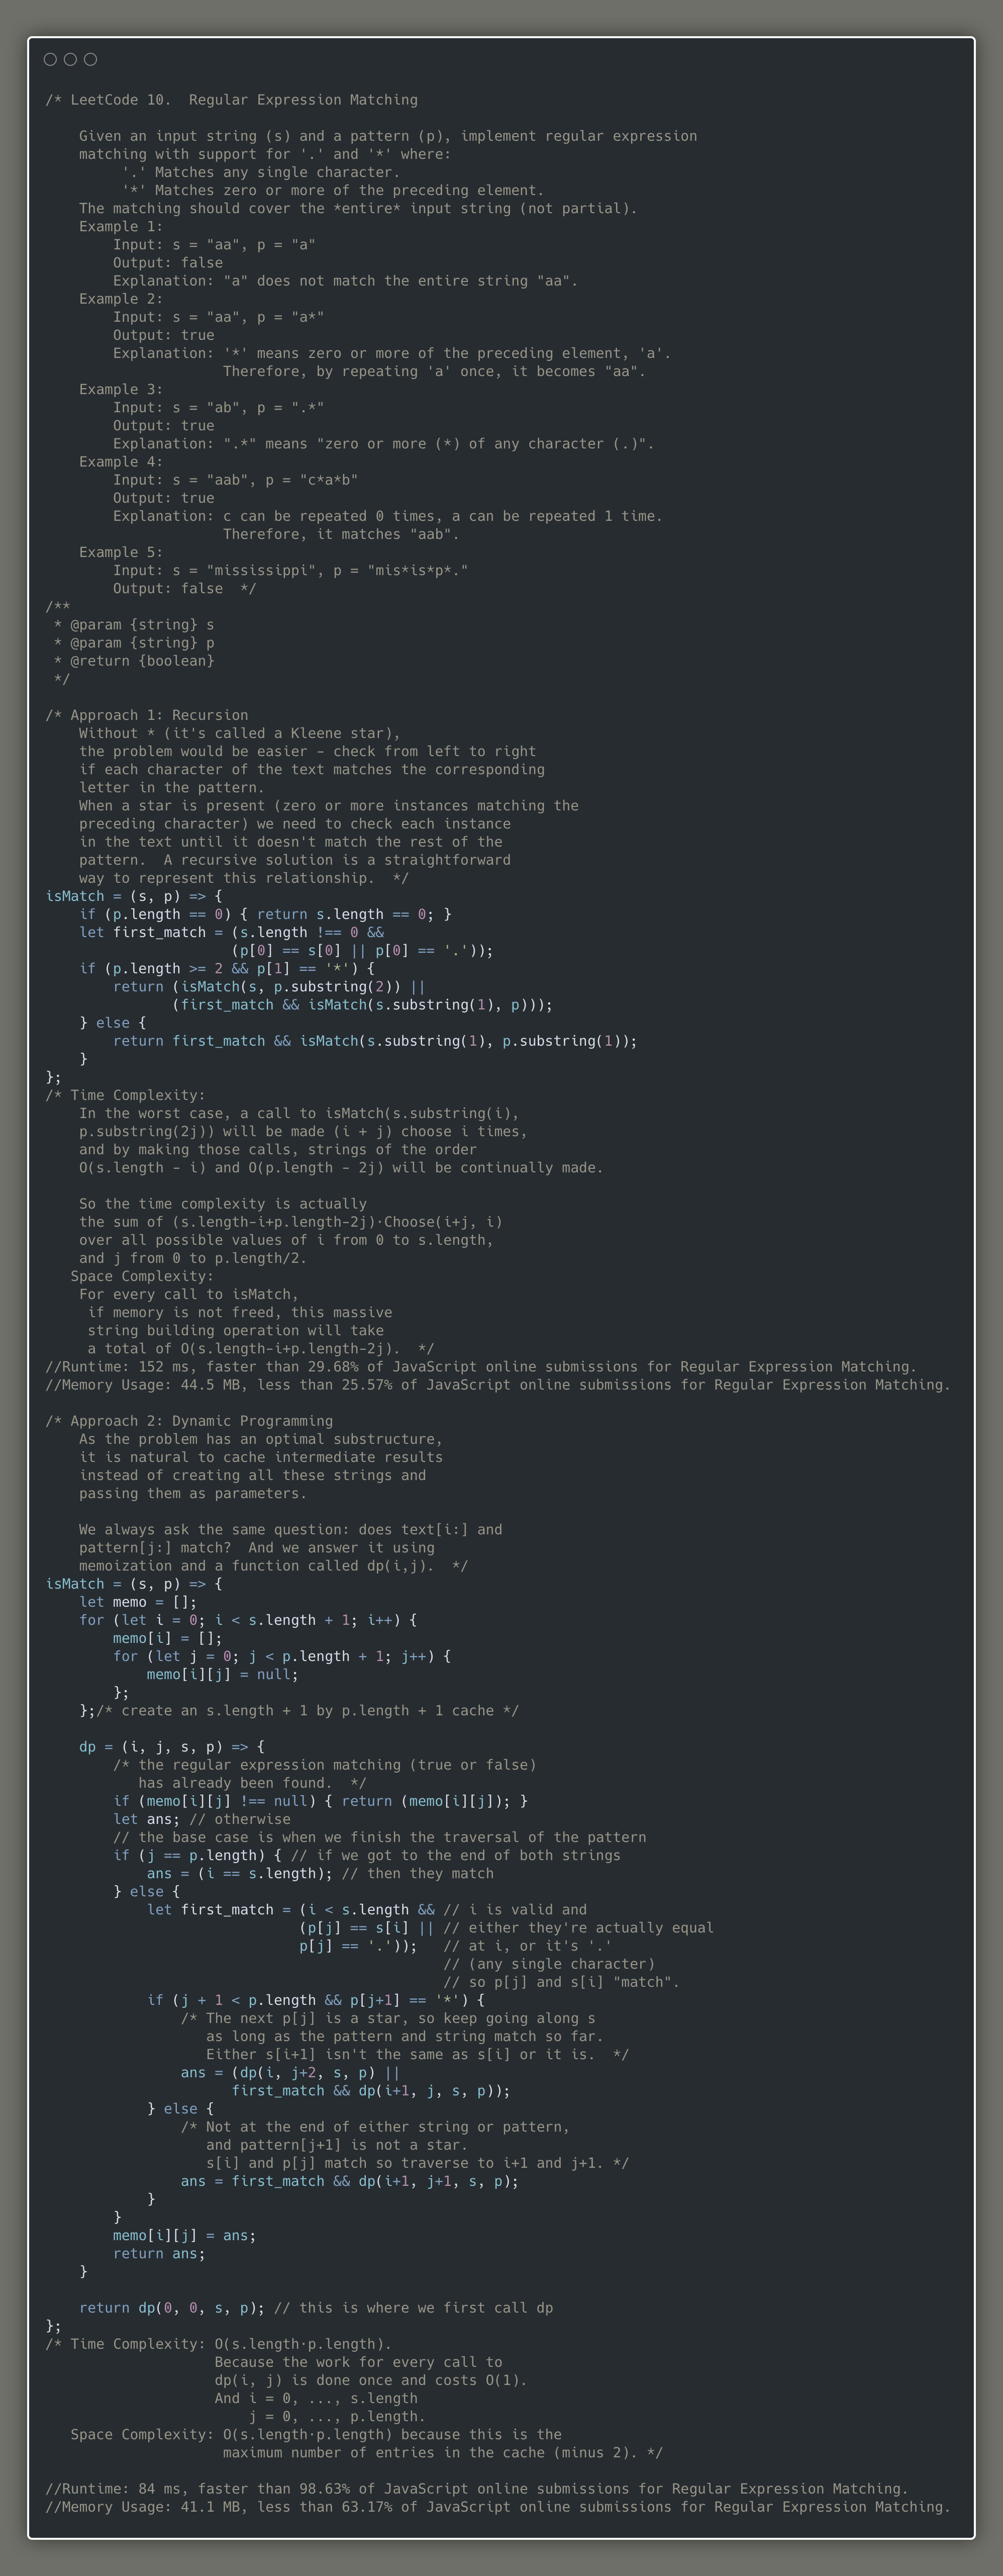 /* LeetCode 10.  Regular Expression Matching

    Given an input string (s) and a pattern (p), implement regular expression
    matching with support for '.' and '*' where:
         '.' Matches any single character.
         '*' Matches zero or more of the preceding element.
    The matching should cover the *entire* input string (not partial).
    Example 1:
        Input: s = "aa", p = "a"
        Output: false
        Explanation: "a" does not match the entire string "aa".
    Example 2:
        Input: s = "aa", p = "a*"
        Output: true
        Explanation: '*' means zero or more of the preceding element, 'a'.
                     Therefore, by repeating 'a' once, it becomes "aa".
    Example 3:
        Input: s = "ab", p = ".*"
        Output: true
        Explanation: ".*" means "zero or more (*) of any character (.)".
    Example 4:
        Input: s = "aab", p = "c*a*b"
        Output: true
        Explanation: c can be repeated 0 times, a can be repeated 1 time.
                     Therefore, it matches "aab".
    Example 5:
        Input: s = "mississippi", p = "mis*is*p*."
        Output: false  */
/**
 * @param {string} s
 * @param {string} p
 * @return {boolean}
 */

/* Approach 1: Recursion
    Without * (it's called a Kleene star),
    the problem would be easier – check from left to right
    if each character of the text matches the corresponding
    letter in the pattern.
    When a star is present (zero or more instances matching the
    preceding character) we need to check each instance
    in the text until it doesn't match the rest of the
    pattern.  A recursive solution is a straightforward
    way to represent this relationship.  */
isMatch = (s, p) => {
    if (p.length == 0) { return s.length == 0; }
    let first_match = (s.length !== 0 &&
                      (p[0] == s[0] || p[0] == '.'));
    if (p.length >= 2 && p[1] == '*') {
        return (isMatch(s, p.substring(2)) ||
               (first_match && isMatch(s.substring(1), p)));
    } else {
        return first_match && isMatch(s.substring(1), p.substring(1));
    }
};
/* Time Complexity:
    In the worst case, a call to isMatch(s.substring(i),
    p.substring(2j)) will be made (i + j) choose i times,
    and by making those calls, strings of the order
    O(s.length - i) and O(p.length - 2j) will be continually made.

    So the time complexity is actually
    the sum of (s.length-i+p.length-2j)·Choose(i+j, i)
    over all possible values of i from 0 to s.length,
    and j from 0 to p.length/2.
   Space Complexity:
    For every call to isMatch,
     if memory is not freed, this massive
     string building operation will take
     a total of O(s.length-i+p.length-2j).  */
//Runtime: 152 ms, faster than 29.68% of JavaScript online submissions for Regular Expression Matching.
//Memory Usage: 44.5 MB, less than 25.57% of JavaScript online submissions for Regular Expression Matching.

/* Approach 2: Dynamic Programming
    As the problem has an optimal substructure,
    it is natural to cache intermediate results
    instead of creating all these strings and
    passing them as parameters.

    We always ask the same question: does text[i:] and
    pattern[j:] match?  And we answer it using
    memoization and a function called dp(i,j).  */
isMatch = (s, p) => {
    let memo = [];
    for (let i = 0; i < s.length + 1; i++) {
        memo[i] = [];
        for (let j = 0; j < p.length + 1; j++) {
            memo[i][j] = null;
        };
    };/* create an s.length + 1 by p.length + 1 cache */

    dp = (i, j, s, p) => {
        /* the regular expression matching (true or false)
           has already been found.  */
        if (memo[i][j] !== null) { return (memo[i][j]); }
        let ans; // otherwise
        // the base case is when we finish the traversal of the pattern
        if (j == p.length) { // if we got to the end of both strings
            ans = (i == s.length); // then they match
        } else {
            let first_match = (i < s.length && // i is valid and
                              (p[j] == s[i] || // either they're actually equal
                              p[j] == '.'));   // at i, or it's '.'
                                               // (any single character)
                                               // so p[j] and s[i] "match".
            if (j + 1 < p.length && p[j+1] == '*') {
                /* The next p[j] is a star, so keep going along s
                   as long as the pattern and string match so far.
                   Either s[i+1] isn't the same as s[i] or it is.  */
                ans = (dp(i, j+2, s, p) ||
                      first_match && dp(i+1, j, s, p));
            } else {
                /* Not at the end of either string or pattern,
                   and pattern[j+1] is not a star.
                   s[i] and p[j] match so traverse to i+1 and j+1. */
                ans = first_match && dp(i+1, j+1, s, p);
            }
        }
        memo[i][j] = ans;
        return ans;
    }

    return dp(0, 0, s, p); // this is where we first call dp
};
/* Time Complexity: O(s.length·p.length).
                    Because the work for every call to
                    dp(i, j) is done once and costs O(1).
                    And i = 0, ..., s.length
                        j = 0, ..., p.length.
   Space Complexity: O(s.length·p.length) because this is the
                     maximum number of entries in the cache (minus 2). */

//Runtime: 84 ms, faster than 98.63% of JavaScript online submissions for Regular Expression Matching.
//Memory Usage: 41.1 MB, less than 63.17% of JavaScript online submissions for Regular Expression Matching.